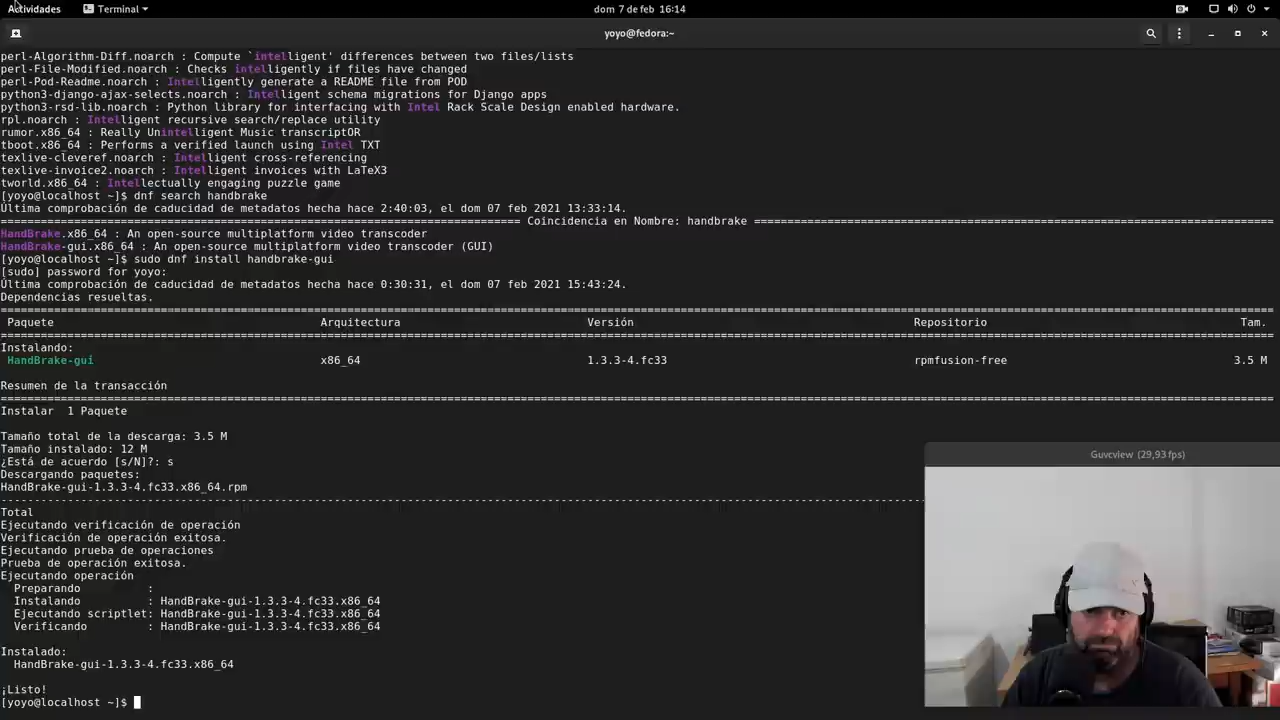 Actividades Terminal dom 7 de feb 16:14
yoyo@fedora:~
perl-Algorithm-Diff.noarch : Compute `intelligent' differences between two files/lists
perl-File-Modified.noarch : Checks intelligently if files have changed
perl-Pod-Readme.noarch : Intelligently generate a README file from POD
python3-django-ajax-selects.noarch : Intelligent schema migrations for Django apps
python3-rsd-lib.noarch : Python library for interfacing with Intel Rack Scale Design enabled hardware.
rpl.noarch : Intelligent recursive search/replace utility
rumor.x86_64 : Really Unintelligent Music transcriptOR
tboot.x86_64 : Performs a verified launch using Intel TXT
texlive-cleveref.noarch : Intelligent cross-referencing
texlive-invoice2.noarch : Intelligent invoices with LaTeX3
tworld.x86_64 : Intellectually engaging puzzle game
[yoyo@localhost ~]$ dnf search handbrake
Última comprobación de caducidad de metadatos hecha hace 2:40:03, el dom 07 feb 2021 13:33:14.
Coincidencia en Nombre: handbrake
HandBrake.x86_64 : An open-source multiplatform video transcoder
HandBrake-gui.x86_64 : An open-source multiplatform video transcoder (GUI)
[yoyo@localhost ~]$ sudo dnf install handbrake-gui
[sudo] password for yoyo:
Última comprobación de caducidad de metadatos hecha hace 0:30:31, el dom 07 feb 2021 15:43:24.
Dependencias resueltas.
Paquete Arquitectura Versión Repositorio Tam.
Instalando:
HandBrake-gui x86_64 1.3.3-4.fc33 rpmfusion-free 3.5 M
Resumen de la transacción
Instalar 1 Paquete
Tamaño total de la descarga: 3.5 M
Tamaño instalado: 12 M
¿Está de acuerdo [s/N]?: s
Descargando paquetes:
HandBrake-gui-1.3.3-4.fc33.x86_64.rpm
Total
Ejecutando verificación de operación
Verificación de operación exitosa.
Ejecutando prueba de operaciones
Prueba de operación exitosa.
Ejecutando operación
Preparando :
Instalando : HandBrake-gui-1.3.3-4.fc33.x86_64
Ejecutando scriptlet: HandBrake-gui-1.3.3-4.fc33.x86_64
Verificando : HandBrake-gui-1.3.3-4.fc33.x86_64
Instalado:
HandBrake-gui-1.3.3-4.fc33.x86_64
¡Listo!
[yoyo@localhost ~]$
Guvcview (29,93 fps)